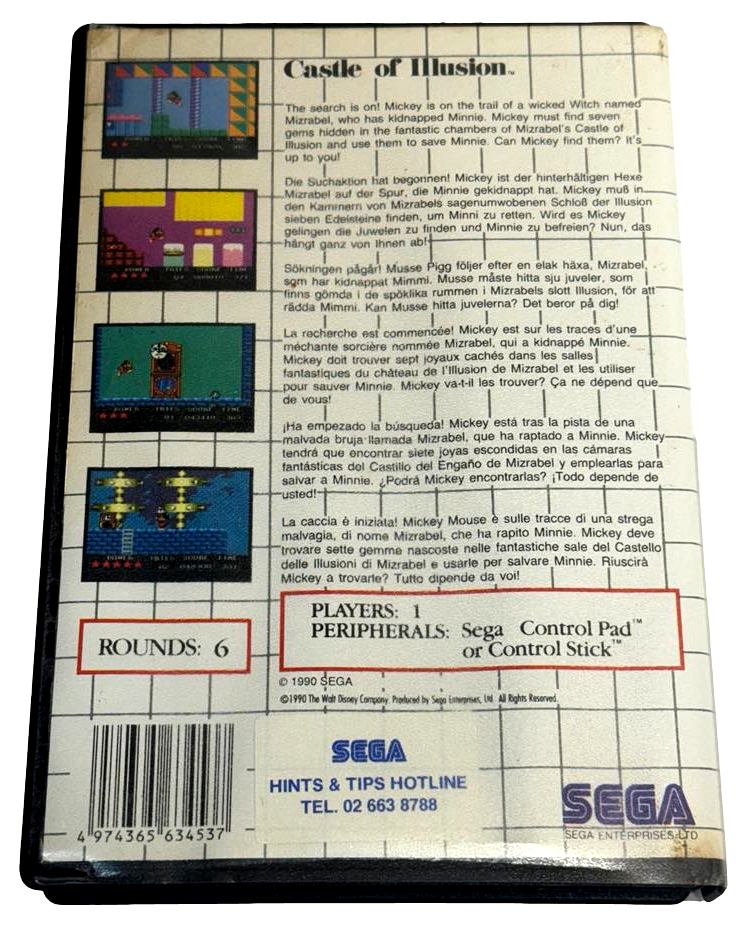 Castle of Illusion™
The search is on! Mickey is on the trail of a wicked Witch named
Mizrabel, who has kidnapped Minnie. Mickey must find seven
gems hidden in the fantastic chambers of Mizrabel's Castle of
Illusion and use them to save Minnie. Can Mickey find them? It's
up to you!
Die Suchaktion hat begonnen! Mickey ist der hinterhältigen Hexe
Mizrabel auf der Spur, die Minnie gekidnappt hat. Mickey muß in
den Kammern von Mizrabels sagenumwobenen Schloß der Illusion
sieben Edelsteine finden, um Minni zu retten. Wird es Mickey
gelingen die Juwelen zu finden und Minnie zu befreien? Nun, das
hängt ganz von Ihnen ab!
Sökningen pågår! Musse Pigg följer efter en elak häxa, Mizrabel,
som har kidnappat Mimmi. Musse måste hitta sju juveler, som
finns gömda i de spöklika rummen i Mizrabels slott Illusion, för att
rädda Mimmi. Kan Musse hitta juvelerna? Det beror på dig!
La recherche est commencée! Mickey est sur les traces d'une
méchante sorcière nommée Mizrabel, qui a kidnappé Minnie.
Mickey doit trouver sept joyaux cachés dans les salles
fantastiques du château de l'Illusion de Mizrabel et les utiliser
pour sauver Minnie. Mickey va-t-il les trouver? Ça ne dépend que
de vous!
¡Ha empezado la búsqueda! Mickey está tras la pista de una
malvada bruja llamada Mizrabel, que ha raptado a Minnie. Mickey
tendrá que encontrar siete joyas escondidas en las cámaras
fantásticas del Castillo del Engaño de Mizrabel y emplearlas para
salvar a Minnie. ¿Podrá Mickey encontrarlas? ¡Todo depende de
usted!
La caccia è iniziata! Mickey Mouse è sulle tracce di una strega
malvagia, di nome Mizrabel, che ha rapito Minnie. Mickey deve
trovare sette gemme nascoste nelle fantastiche sale del Castello
delle Illusioni di Mizrabel e usarle per salvare Minnie. Riuscirà
Mickey a trovarle? Tutto dipende da voi!
ROUNDS: 6
PLAYERS: 1
PERIPHERALS: Sega Control Pad™
or Control Stick™
© 1990 SEGA
©1990 The Walt Disney Company. Produced by Sega Enterprises, Ltd. All Rights Reserved.
4 974365 634537
SEGA
HINTS & TIPS HOTLINE
TEL. 02 663 8788
SEGA
SEGA ENTERPRISES LTD